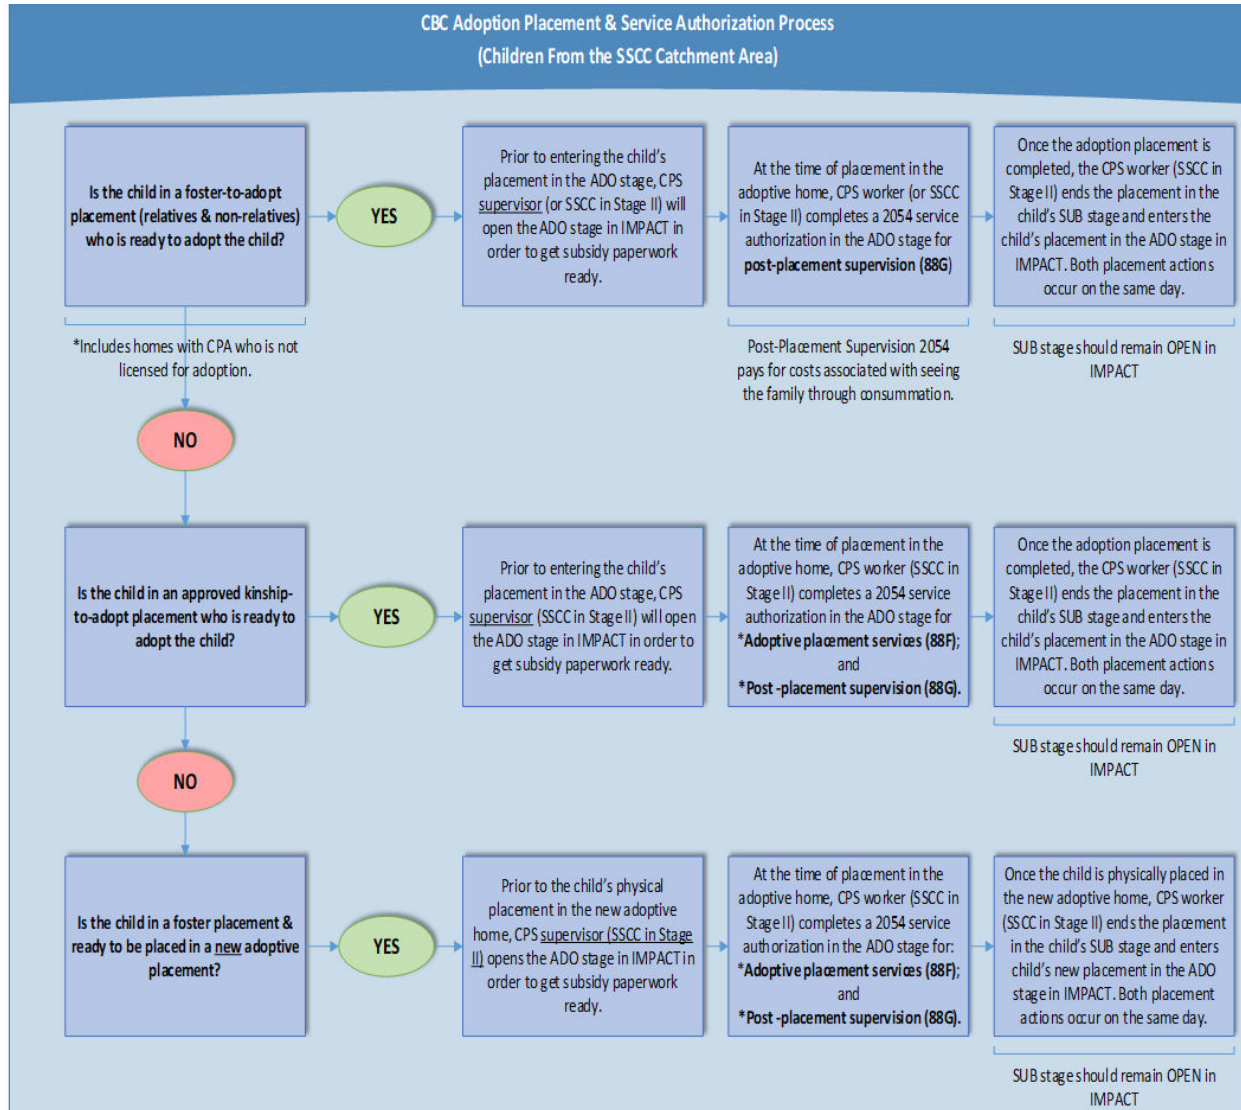 CBC Adoption Placement & Service Authorization Process
(Children From the SSCC Catchment Area)
Is the child in a foster-to-adopt
placement (relatives & non-relatives)
who is ready to adopt the child?
YES
Prior to entering the child's
placement in the ADO stage, CPS
supervisor (or SSCC in Stage II) will
open the ADO stage in IMPACT in
order to get subsidy paperwork
ready.
At the time of placement in the
adoptive home, CPS worker (or SSCC
in Stage II) completes a 2054 service
authorization in the ADO stage for
post-placement supervision (88G)
Once the adoption placement is
completed, the CPS worker (SSCC in
Stage II) ends the placement in the
child's SUB stage and enters the
child's placement in the ADO stage in
IMPACT. Both placement actions
occur on the same day.
*Includes homes with CPA who is not
licensed for adoption.
Post-Placement Supervision 2054
pays for costs associated with seeing
the family through consummation.
SUB stage should remain OPEN in
IMPACT
NO
Is the child in an approved kinship-
to-adopt placement who is ready to
adopt the child?
YES
Prior to entering the child's
placement in the ADO stage, CPS
supervisor (SSCC in Stage II) will open
the ADO stage in IMPACT in order to
get subsidy paperwork ready.
At the time of placement in the
adoptive home, CPS worker (SSCC in
Stage II) completes a 2054 service
authorization in the ADO stage for
*Adoptive placement services (88F);
and
*Post -placement supervision (88G).
Once the adoption placement is
completed, the CPS worker (SSCC in
Stage II) ends the placement in the
child's SUB stage and enters the
child's placement in the ADO stage in
IMPACT. Both placement actions
occur on the same day.
SUB stage should remain OPEN in
IMPACT
NO
Is the child in a foster placement &
ready to be placed in a new adoptive
placement?
YES
Prior to the child's physical
placement in the new adoptive
home, CPS supervisor (SSCC in Stage
II) opens the ADO stage in IMPACT in
order to get subsidy paperwork
ready.
At the time of placement in the
adoptive home, CPS worker (SSCC in
Stage II) completes a 2054 service
authorization in the ADO stage for:
*Adoptive placement services (88F);
and
*Post -placement supervision (88G).
Once the child is physically placed in
the new adoptive home, CPS worker
(SSCC in Stage II) ends the placement
in the child's SUB stage and enters
child's new placement in the ADO
stage in IMPACT. Both placement
actions occur on the same day.
SUB stage should remain OPEN in
IMPACT